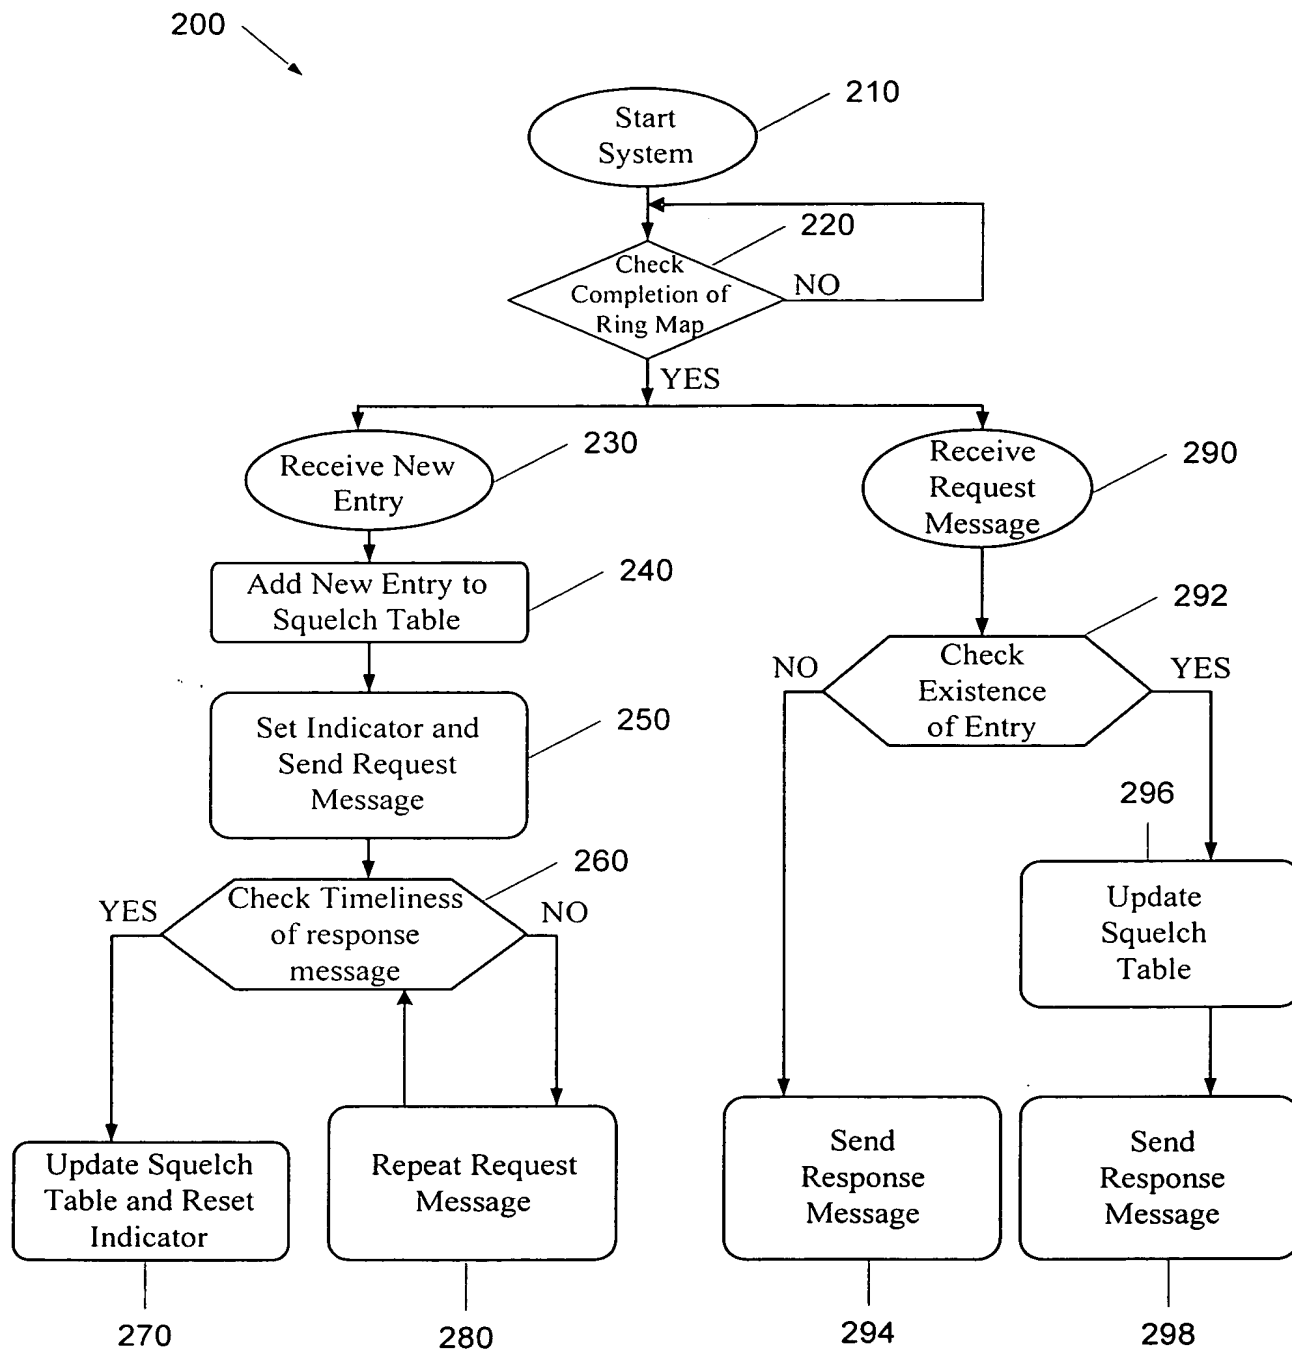 200
210
Start
System
220
Check
Completion of
Ring Map
NO
YES
230
Receive New
Entry
290
Receive
Request
Message
240
Add New Entry to
Squelch Table
292
NO
Check
Existence
of Entry
YES
250
Set Indicator and
Send Request
Message
296
260
YES
Check Timeliness
of response
message
NO
Update
Squelch
Table
Update Squelch
Table and Reset
Indicator
Repeat Request
Message
Send
Response
Message
Send
Response
Message
270
280
294
298